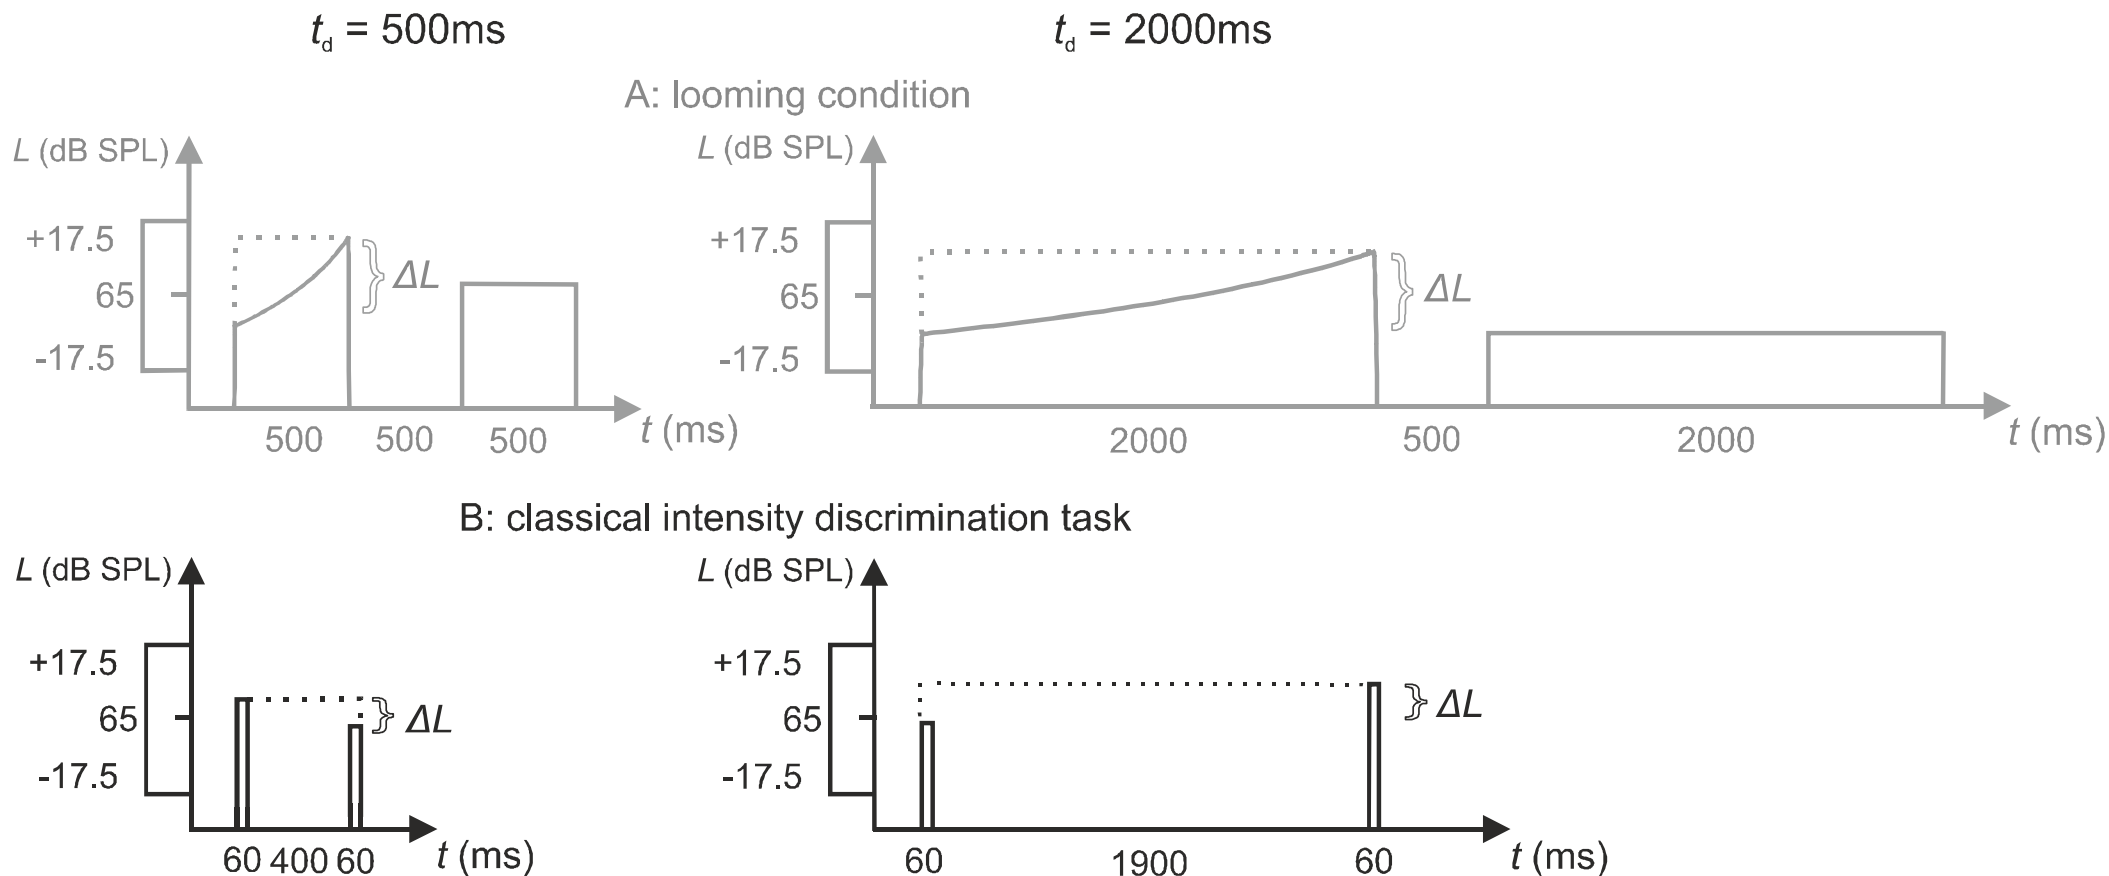 t_d = 500ms
t_d = 2000ms
A: looming condition
L (dB SPL)
+17.5
65
-17.5
ΔL
500
500
500
t (ms)
L (dB SPL)
+17.5
65
-17.5
ΔL
2000
500
2000
t (ms)
B: classical intensity discrimination task
L (dB SPL)
+17.5
65
-17.5
ΔL
60
400
60
t (ms)
L (dB SPL)
+17.5
65
-17.5
ΔL
60
1900
60
t (ms)